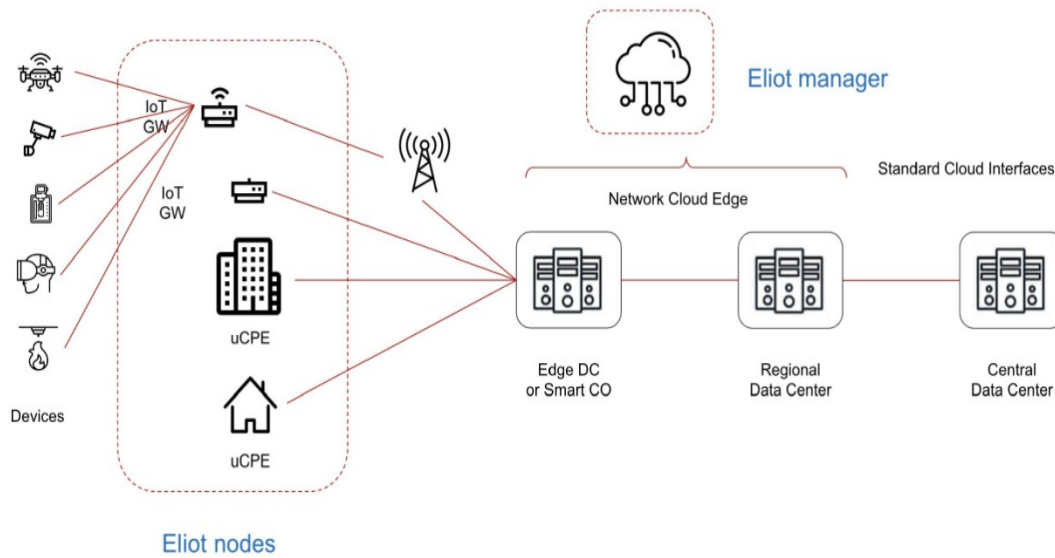 Eliot manager
IoT
GW
Standard Cloud Interfaces
Network Cloud Edge
IoT
GW
uCPE
Edge DC
or Smart CO
Regional
Data Center
Central
Data Center
Devices
uCPE
Eliot nodes